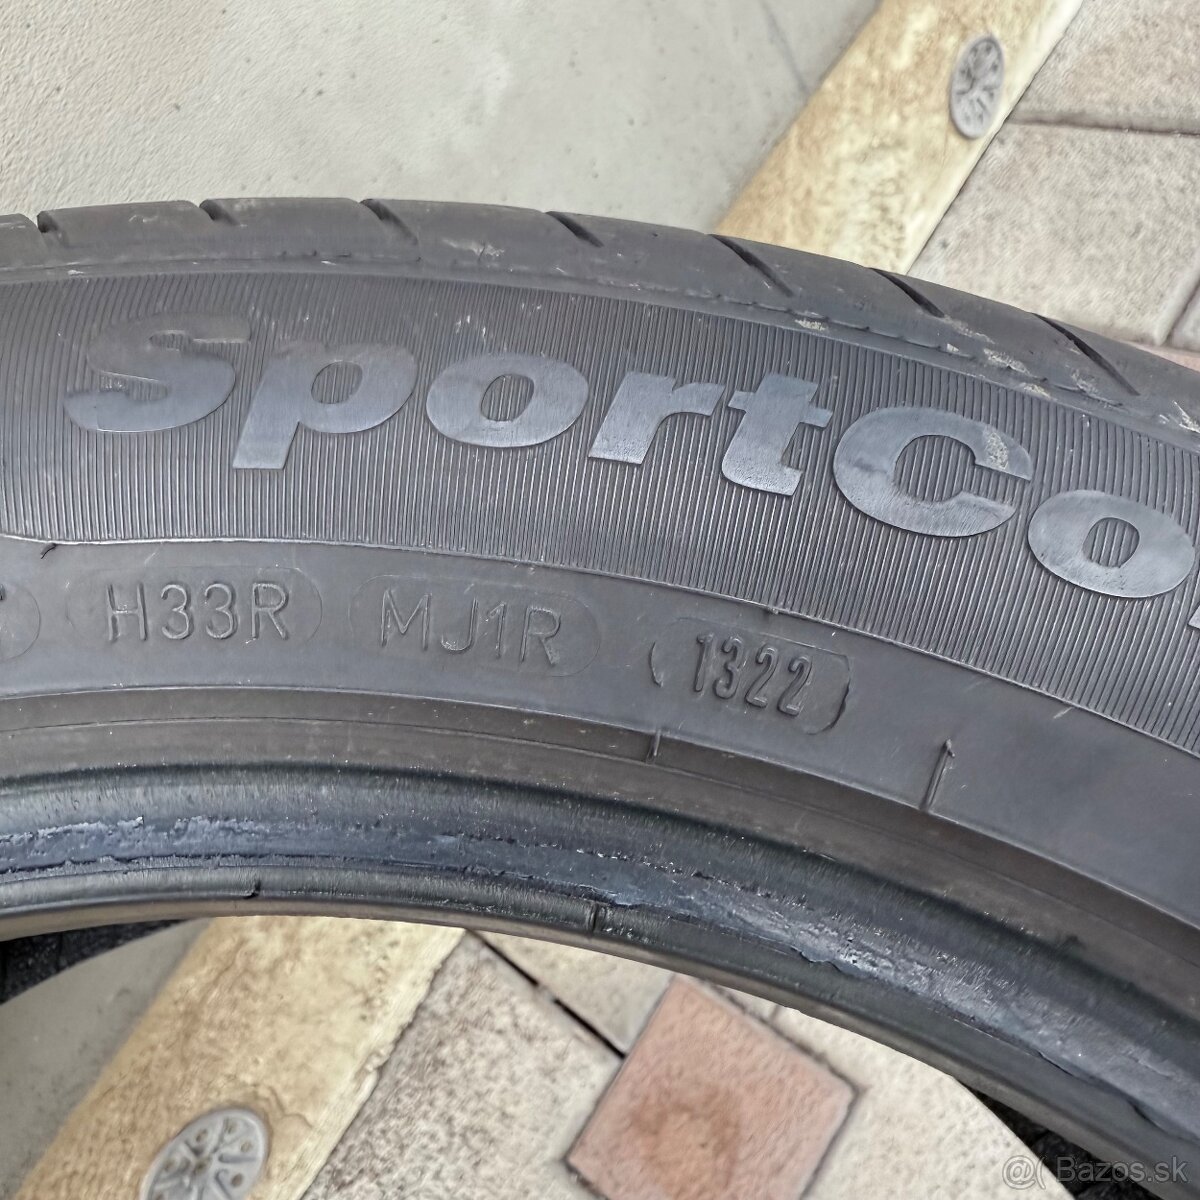 SportCo
H33R MJ1R 1322
@( Bazos.sk